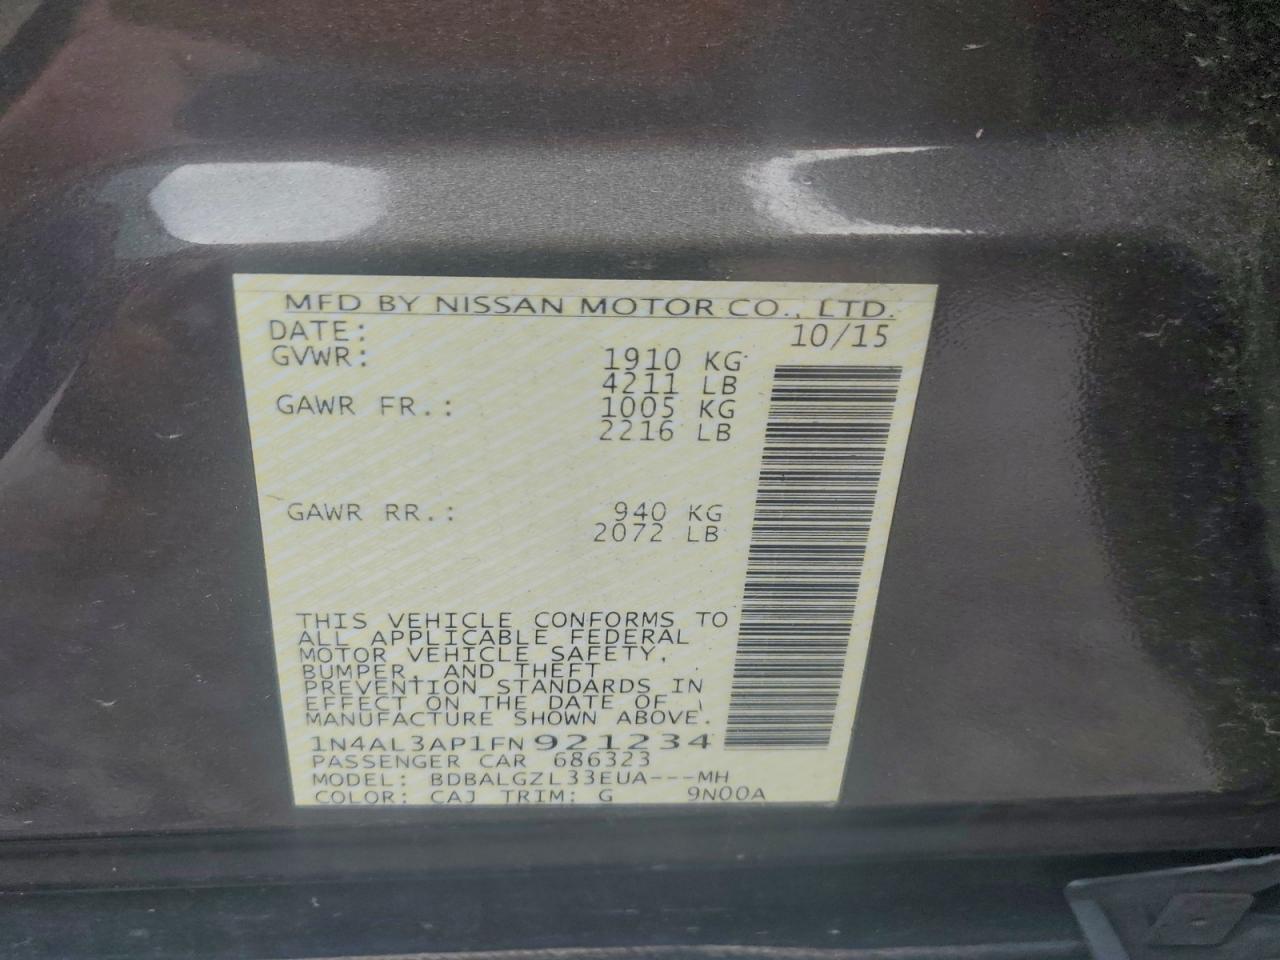 MFD BY NISSAN MOTOR CO., LTD.
DATE: 10/15
GVWR: 1910 KG
4211 LB
GAWR FR.: 1005 KG
2216 LB
GAWR RR.: 940 KG
2072 LB
THIS VEHICLE CONFORMS TO
ALL APPLICABLE FEDERAL
MOTOR VEHICLE SAFETY,
BUMPER, AND THEFT
PREVENTION STANDARDS IN
EFFECT ON THE DATE OF
MANUFACTURE SHOWN ABOVE.
1N4AL3AP1FN921234
PASSENGER CAR 686323
MODEL: BDBALGZL33EUA---MH
COLOR: CAJ TRIM: G 9N00A